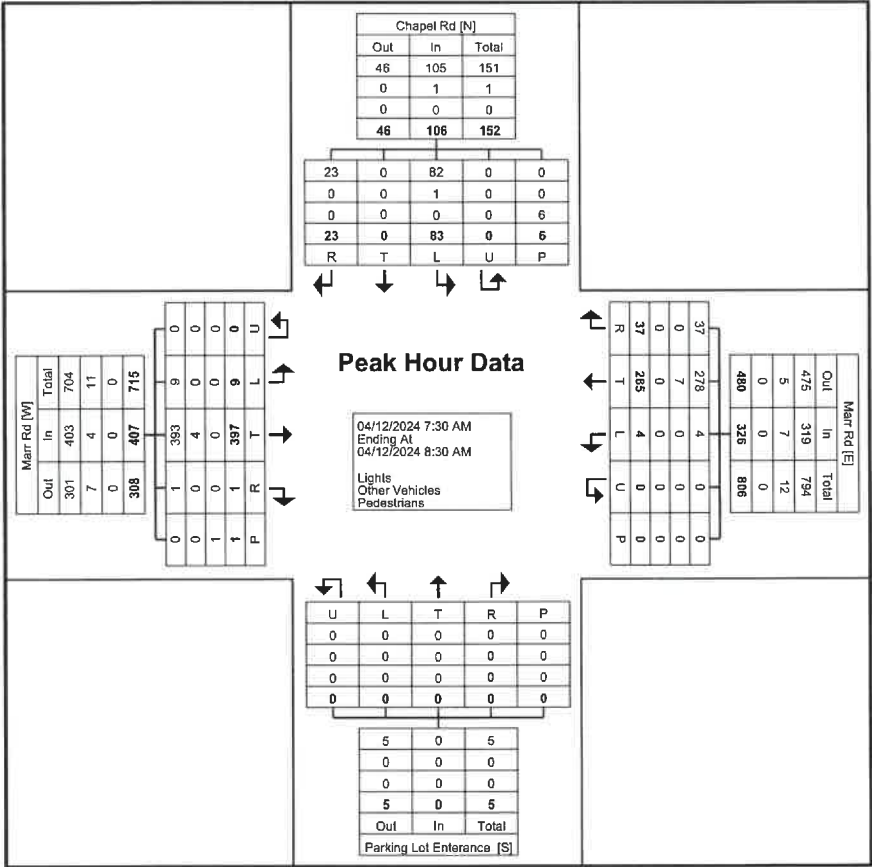 Chapel Rd [N]
Out In Total
46 105 151
0 1 1
0 0 0
46 106 152
23 0 82 0 0
0 0 1 0 0
0 0 0 0 6
23 0 83 0 6
R T L U P
Marr Rd [W]
Total In Out
704 403 301
11 4 7
0 0 0
715 407 308
0 9 393 1 0
0 0 4 0 0
0 0 0 0 1
0 9 397 1 1
U L T R P
Peak Hour Data
04/12/2024 7:30 AM
Ending At
04/12/2024 8:30 AM
Lights
Other Vehicles
Pedestrians
R T L U P
37 285 4 0 0
0 0 0 0 0
0 7 0 0 0
37 278 4 0 0
480 326 806
0 0 0
5 7 12
475 319 794
Out In Total
Marr Rd [E]
U L T R P
0 0 0 0 0
0 0 0 0 0
0 0 0 0 0
0 0 0 0 0
5 0 5
0 0 0
0 0 0
5 0 5
Out In Total
Parking Lot Enterance [S]